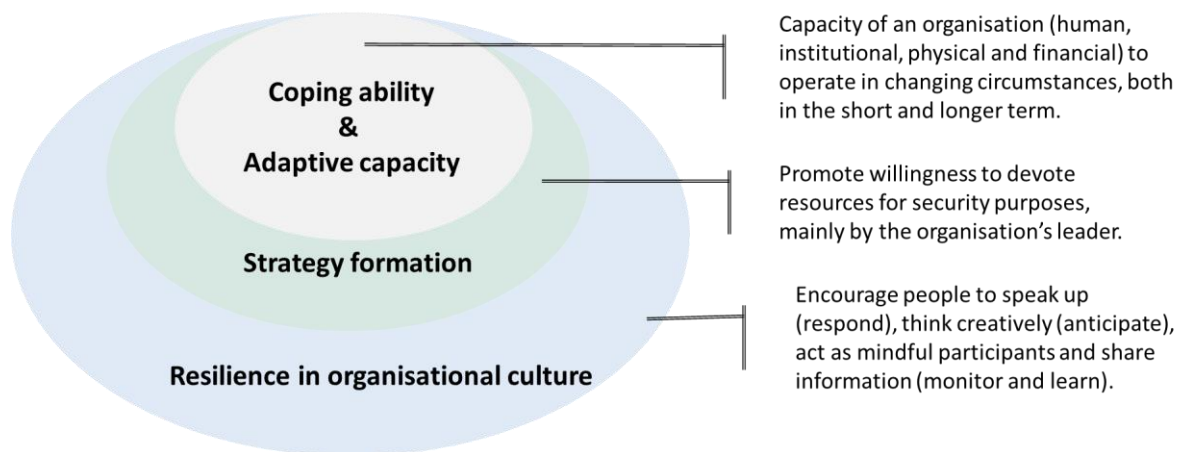 Coping ability
&
Adaptive capacity
Strategy formation
Resilience in organisational culture
Capacity of an organisation (human,
institutional, physical and financial) to
operate in changing circumstances, both
in the short and longer term.
Promote willingness to devote
resources for security purposes,
mainly by the organisation’s leader.
Encourage people to speak up
(respond), think creatively (anticipate),
act as mindful participants and share
information (monitor and learn).